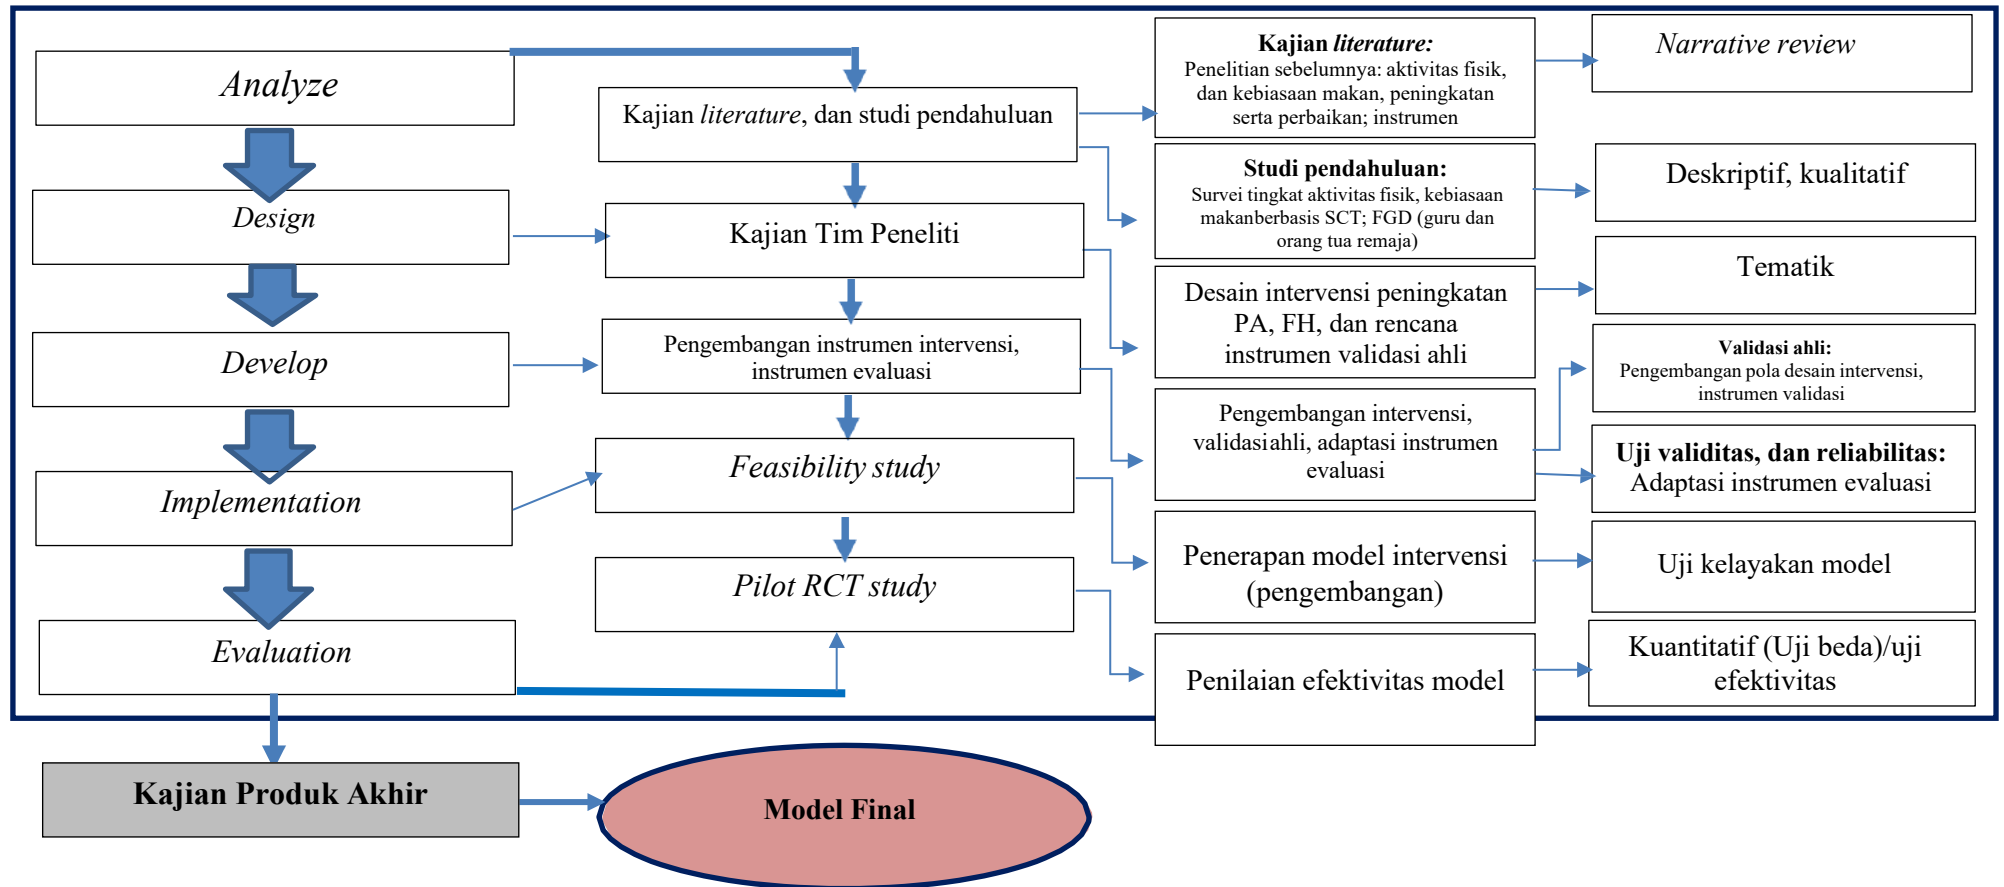 Analyze
Design
Develop
Implementation
Evaluation
Kajian Produk Akhir
Kajian literature, dan studi pendahuluan
Kajian Tim Peneliti
Pengembangan instrumen intervensi,
instrumen evaluasi
Feasibility study
Pilot RCT study
Model Final
Kajian literature:
Penelitian sebelumnya: aktivitas fisik,
dan kebiasaan makan, peningkatan
serta perbaikan; instrumen
Studi pendahuluan:
Survei tingkat aktivitas fisik, kebiasaan
makanberbasis SCT; FGD (guru dan
orang tua remaja)
Desain intervensi peningkatan
PA, FH, dan rencana
instrumen validasi ahli
Pengembangan intervensi,
validasiahli, adaptasi instrumen
evaluasi
Penerapan model intervensi
(pengembangan)
Penilaian efektivitas model
Narrative review
Deskriptif, kualitatif
Tematik
Validasi ahli:
Pengembangan pola desain intervensi,
instrumen validasi
Uji validitas, dan reliabilitas:
Adaptasi instrumen evaluasi
Uji kelayakan model
Kuantitatif (Uji beda)/uji
efektivitas